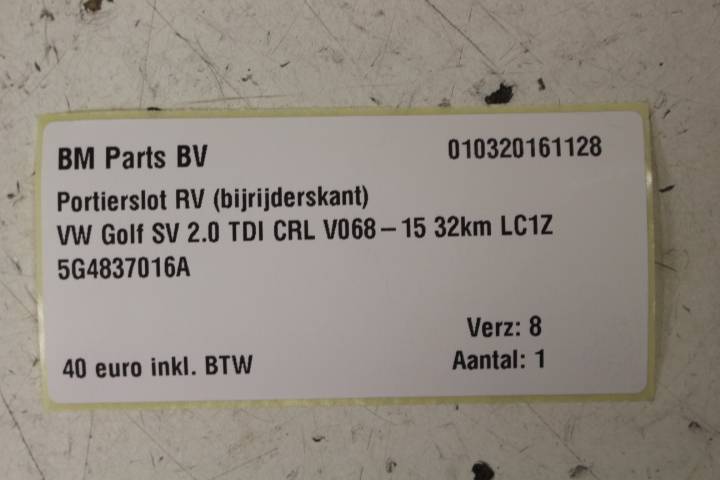 BM Parts BV 010320161128
Portierslot RV (bijrijderskant)
VW Golf SV 2.0 TDI CRL V068-15 32km LC1Z
5G4837016A
Verz: 8
40 euro inkl. BTW Aantal: 1